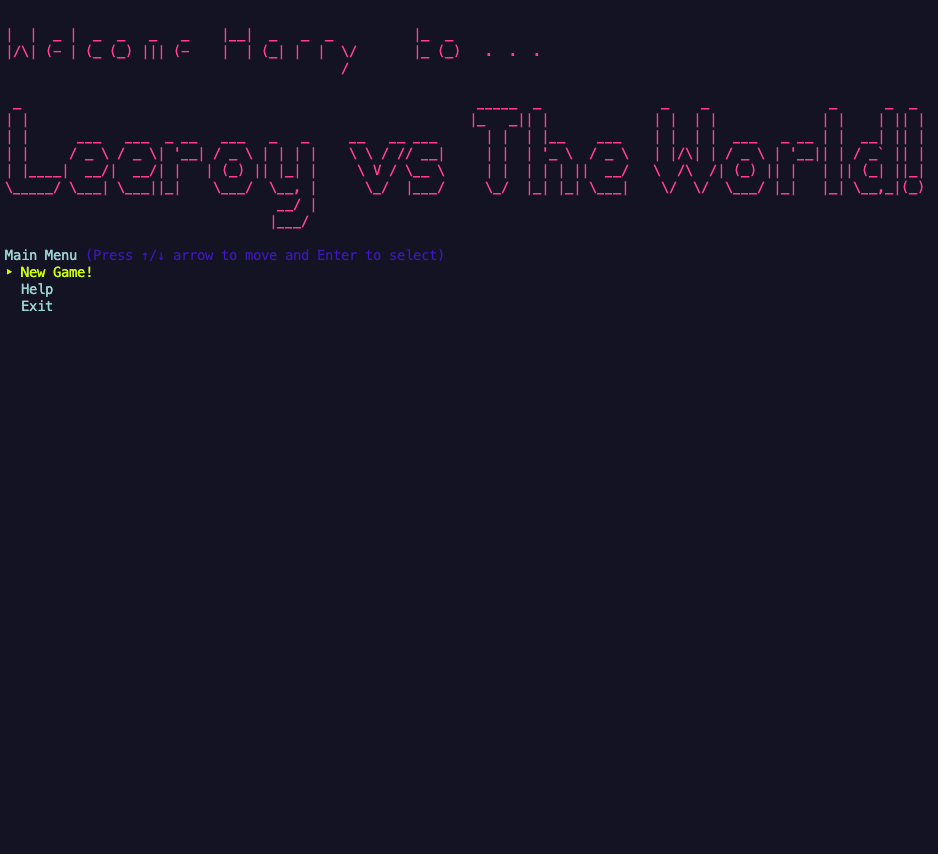 Welcome Harry to . . .
Leeroy vs The World!
Main Menu (Press ↑/↓ arrow to move and Enter to select)
‣ New Game!
Help
Exit